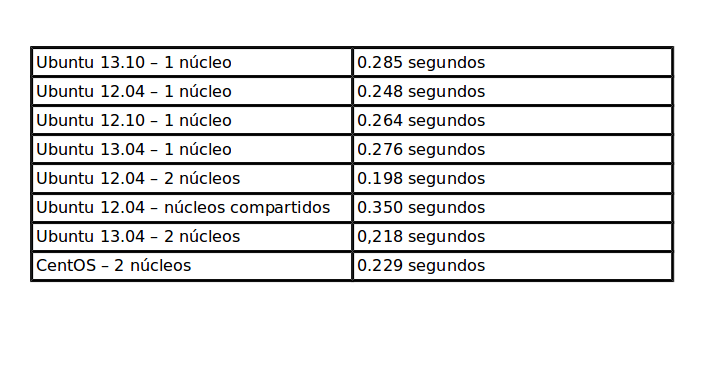 Ubuntu 13.10 – 1 núcleo 0.285 segundos
Ubuntu 12.04 – 1 núcleo 0.248 segundos
Ubuntu 12.10 – 1 núcleo 0.264 segundos
Ubuntu 13.04 – 1 núcleo 0.276 segundos
Ubuntu 12.04 – 2 núcleos 0.198 segundos
Ubuntu 12.04 – núcleos compartidos 0.350 segundos
Ubuntu 13.04 – 2 núcleos 0,218 segundos
CentOS – 2 núcleos 0.229 segundos